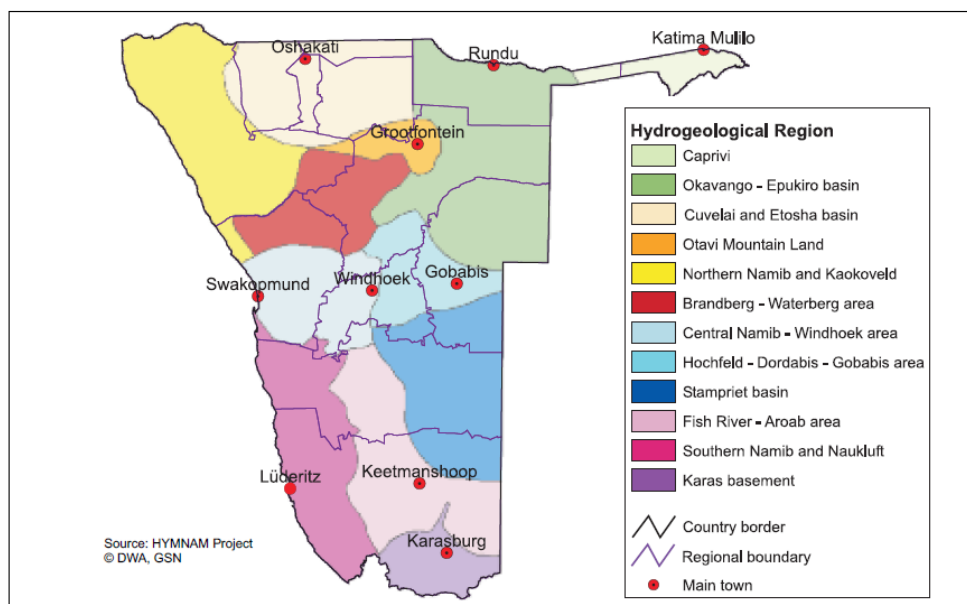 Oshakati
Rundu
Katima Mulilo
Grootfontein
Swakopmund
Windhoek
Gobabis
Lüderitz
Keetmanshoop
Karasburg
Source: HYMNAM Project
© DWA, GSN
Hydrogeological Region
Caprivi
Okavango - Epukiro basin
Cuvelai and Etosha basin
Otavi Mountain Land
Northern Namib and Kaokoveld
Brandberg - Waterberg area
Central Namib - Windhoek area
Hochfeld - Dordabis - Gobabis area
Stampriet basin
Fish River - Aroab area
Southern Namib and Naukluft
Karas basement
Country border
Regional boundary
Main town